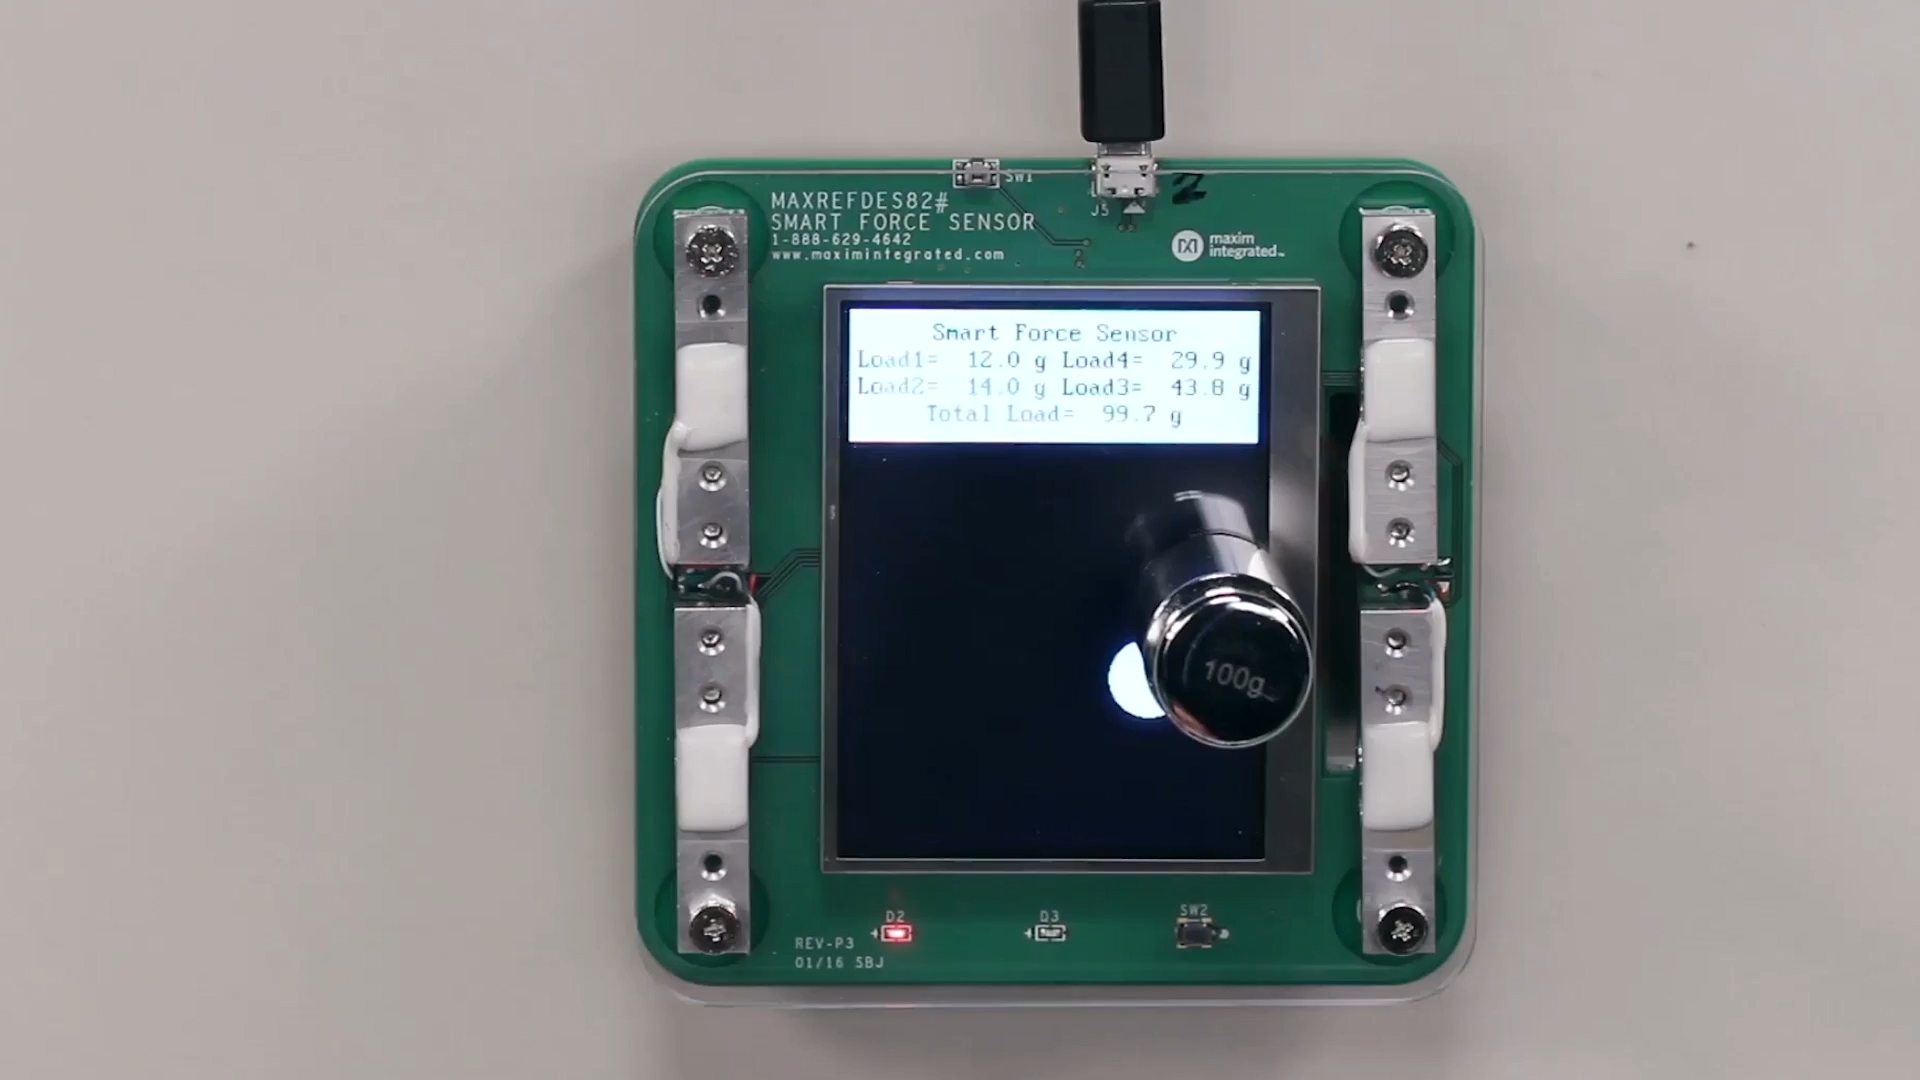 SW1
J5
2
MAXREFDES82#
SMART FORCE SENSOR
1-888-629-4642
www.maximintegrated.com
maxim
integrated™
Smart Force Sensor
Load1= 12.0 g Load4= 29.9 g
Load2= 14.0 g Load3= 43.8 g
Total Load= 99.7 g
100g
D2
D3
SW2
REV-P3
01/16 SBJ